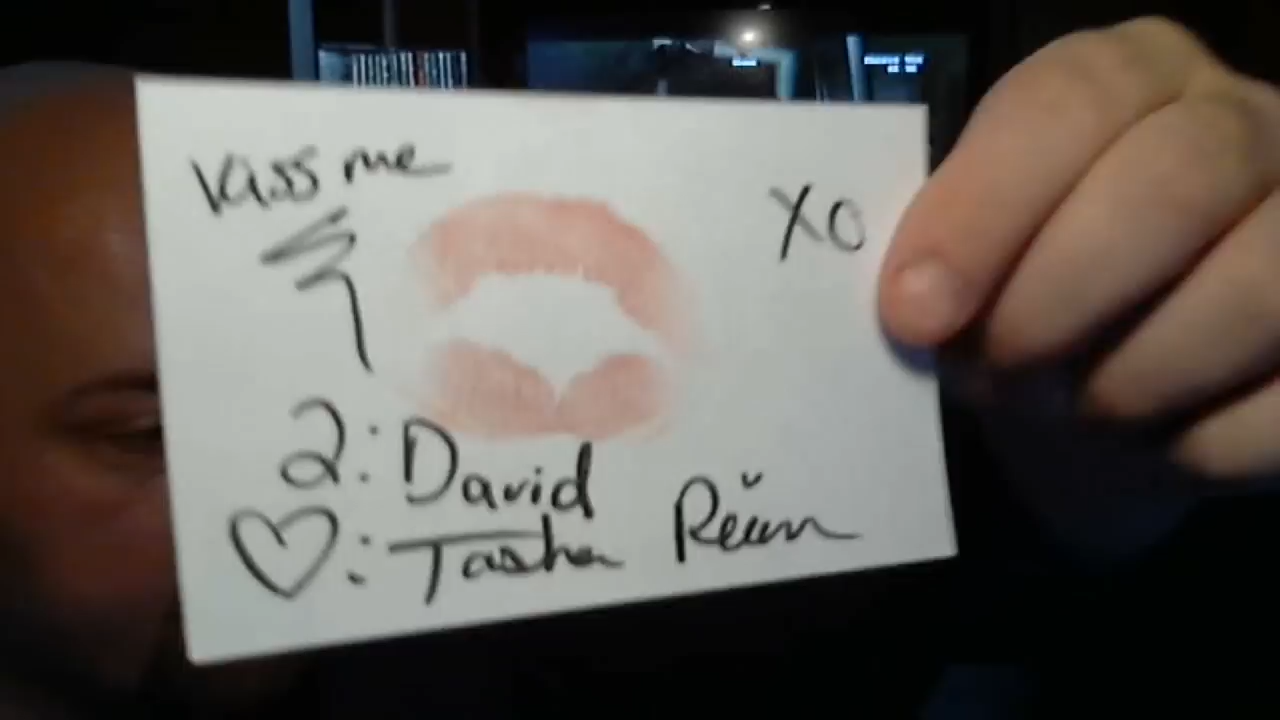 Kiss me
XO
2: David
♡: Tasha Reign